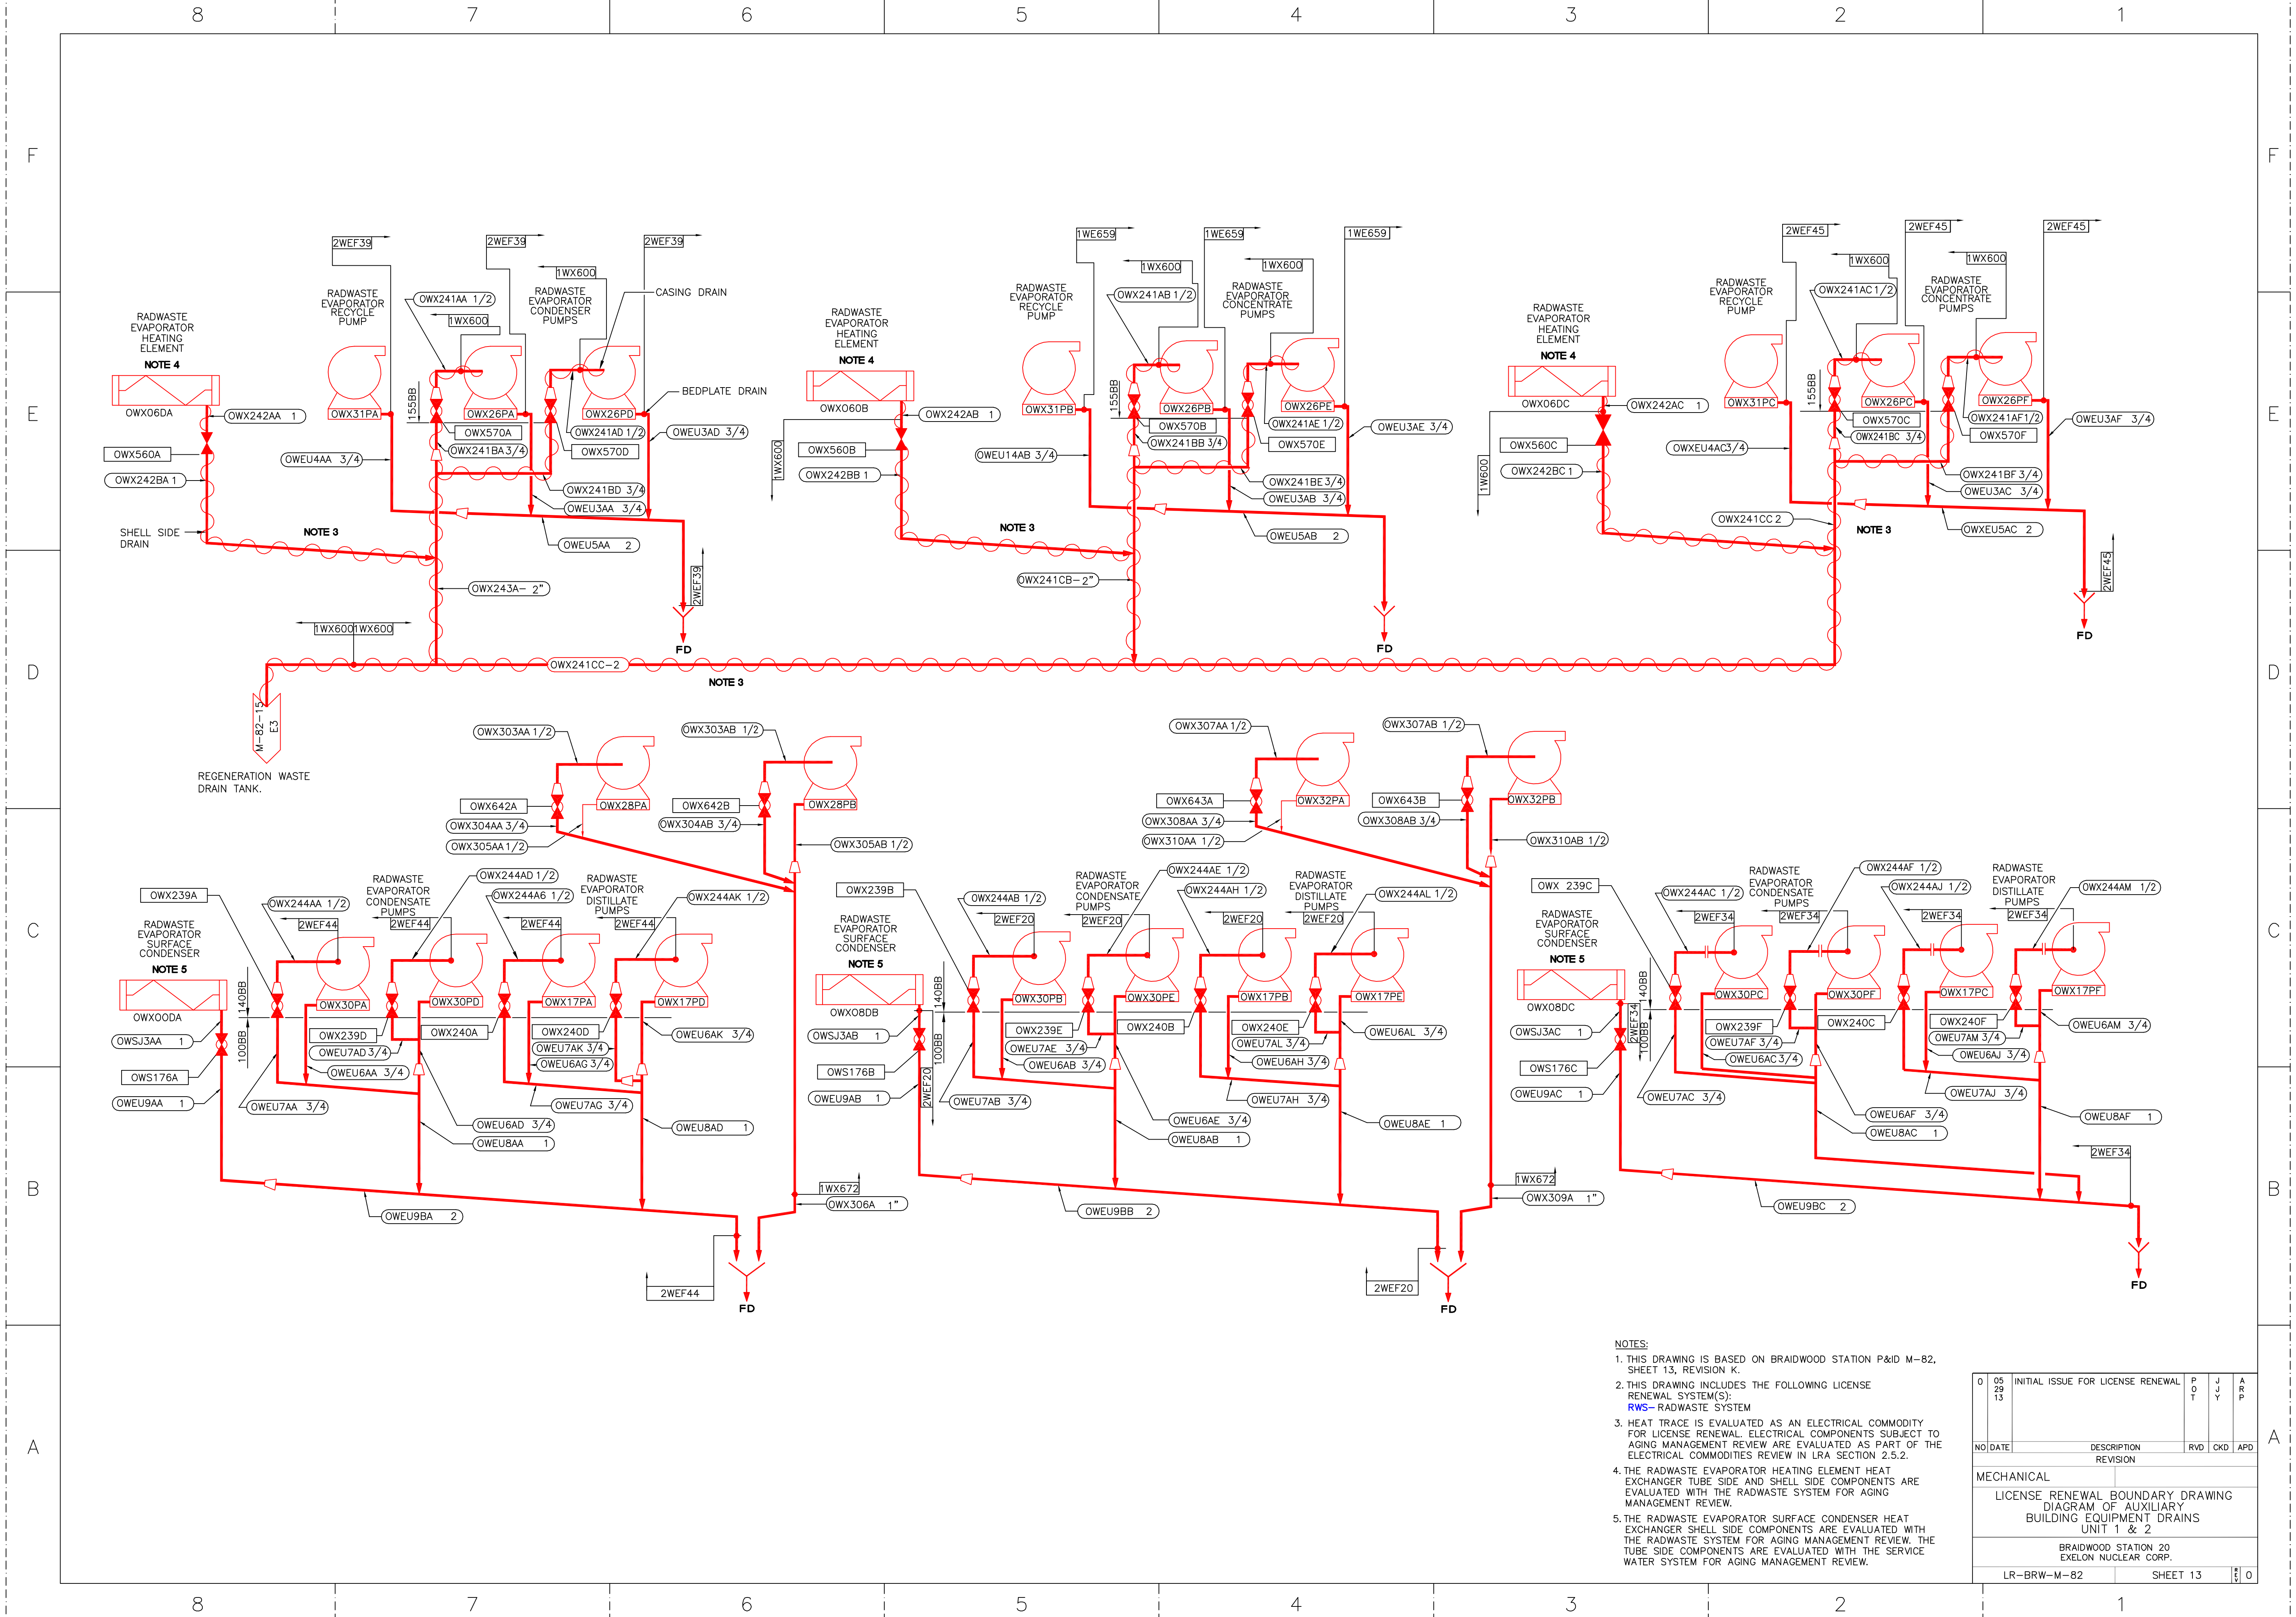 8 7 6 5 4 3 2 1
F
F
2WEF39
2WEF39
2WEF39
1WX600
1WE659
1WE659
1WE659
1WX600
1WX600
2WEF45
2WEF45
2WEF45
1WX600
1WX600
RADWASTE
EVAPORATOR
HEATING
ELEMENT
NOTE 4
OWX06DA
RADWASTE
EVAPORATOR
RECYCLE
PUMP
OWX241AA 1/2
1WX600
RADWASTE
EVAPORATOR
CONDENSER
PUMPS
CASING DRAIN
BEDPLATE DRAIN
OWX31PA
OWX26PA
OWX26PD
155BB
OWX242AA 1
OWX560A
OWX242BA 1
SHELL SIDE
DRAIN
NOTE 3
OWEU4AA 3/4
OWX570A
OWX241BA 3/4
OWX241AD 1/2
OWX570D
OWEU3AD 3/4
OWX241BD 3/4
OWEU3AA 3/4
OWEU5AA 2
OWX243A- 2"
2WEF39
FD
RADWASTE
EVAPORATOR
HEATING
ELEMENT
NOTE 4
OWX060B
RADWASTE
EVAPORATOR
RECYCLE
PUMP
OWX241AB 1/2
RADWASTE
EVAPORATOR
CONCENTRATE
PUMPS
OWX31PB
OWX26PB
OWX26PE
155BB
OWX242AB 1
OWX560B
OWX242BB 1
1WX600
NOTE 3
OWEU14AB 3/4
OWX570B
OWX241BB 3/4
OWX241AE 1/2
OWX570E
OWEU3AE 3/4
OWX241BE 3/4
OWEU3AB 3/4
OWEU5AB 2
OWX241CB-2"
FD
RADWASTE
EVAPORATOR
HEATING
ELEMENT
NOTE 4
OWX06DC
RADWASTE
EVAPORATOR
RECYCLE
PUMP
OWX241AC 1/2
RADWASTE
EVAPORATOR
CONCENTRATE
PUMPS
OWX31PC
OWX26PC
OWX26PF
155BB
OWX242AC 1
OWX560C
OWX242BC 1
1W600
OWXEU4AC3/4
OWX570C
OWX241BC 3/4
OWX241AF1/2
OWX570F
OWEU3AF 3/4
OWX241BF 3/4
OWEU3AC 3/4
OWX241CC 2
NOTE 3
OWXEU5AC 2
2WEF45
FD
E
E
D
D
1WX600 1WX600
OWX241CC-2
NOTE 3
M-82-15
E3
REGENERATION WASTE
DRAIN TANK.
OWX303AA 1/2
OWX303AB 1/2
OWX642A
OWX28PA
OWX642B
OWX28PB
OWX304AA 3/4
OWX304AB 3/4
OWX305AA 1/2
OWX305AB 1/2
OWX307AA 1/2
OWX307AB 1/2
OWX643A
OWX32PA
OWX643B
OWX32PB
OWX308AA 3/4
OWX308AB 3/4
OWX310AA 1/2
OWX310AB 1/2
C
C
OWX239A
RADWASTE
EVAPORATOR
SURFACE
CONDENSER
NOTE 5
OWX00DA
OWX244AA 1/2
2WEF44
RADWASTE
EVAPORATOR
CONDENSATE
PUMPS
2WEF44
OWX244AD 1/2
OWX244A6 1/2
2WEF44
RADWASTE
EVAPORATOR
DISTILLATE
PUMPS
2WEF44
OWX244AK 1/2
140BB
100BB
OWX30PA
OWX30PD
OWX17PA
OWX17PD
OWSJ3AA 1
OWS176A
OWEU9AA 1
OWX239D
OWEU7AD 3/4
OWEU6AA 3/4
OWEU7AA 3/4
OWX240A
OWX240D
OWEU7AK 3/4
OWEU6AG 3/4
OWEU6AK 3/4
OWEU7AG 3/4
OWEU6AD 3/4
OWEU8AA 1
OWEU8AD 1
OWEU9BA 2
1WX672
OWX306A 1"
2WEF44
FD
OWX239B
RADWASTE
EVAPORATOR
SURFACE
CONDENSER
NOTE 5
OWX08DB
OWX244AB 1/2
2WEF20
RADWASTE
EVAPORATOR
CONDENSATE
PUMPS
2WEF20
OWX244AE 1/2
OWX244AH 1/2
2WEF20
RADWASTE
EVAPORATOR
DISTILLATE
PUMPS
2WEF20
OWX244AL 1/2
140BB
100BB
OWX30PB
OWX30PE
OWX17PB
OWX17PE
OWSJ3AB 1
OWS176B
OWEU9AB 1
2WEF20
OWX239E
OWEU7AE 3/4
OWEU6AB 3/4
OWEU7AB 3/4
OWX240B
OWX240E
OWEU7AL 3/4
OWEU6AH 3/4
OWEU6AL 3/4
OWEU7AH 3/4
OWEU6AE 3/4
OWEU8AB 1
OWEU8AE 1
OWEU9BB 2
1WX672
OWX309A 1"
2WEF20
FD
OWX 239C
RADWASTE
EVAPORATOR
SURFACE
CONDENSER
NOTE 5
OWX08DC
OWX244AC 1/2
2WEF34
RADWASTE
EVAPORATOR
CONDENSATE
PUMPS
2WEF34
OWX244AF 1/2
OWX244AJ 1/2
2WEF34
RADWASTE
EVAPORATOR
DISTILLATE
PUMPS
2WEF34
OWX244AM 1/2
140BB
100BB
2WEF34
OWX30PC
OWX30PF
OWX17PC
OWX17PF
OWSJ3AC 1
OWS176C
OWEU9AC 1
OWX239F
OWEU7AF 3/4
OWEU6AC 3/4
OWEU7AC 3/4
OWX240C
OWX240F
OWEU7AM 3/4
OWEU6AJ 3/4
OWEU6AM 3/4
OWEU7AJ 3/4
OWEU6AF 3/4
OWEU8AC 1
OWEU8AF 1
2WEF34
OWEU9BC 2
FD
B
B
A
A
NOTES:
1. THIS DRAWING IS BASED ON BRAIDWOOD STATION P&ID M-82,
SHEET 13, REVISION K.
2. THIS DRAWING INCLUDES THE FOLLOWING LICENSE
RENEWAL SYSTEM(S):
RWS- RADWASTE SYSTEM
3. HEAT TRACE IS EVALUATED AS AN ELECTRICAL COMMODITY
FOR LICENSE RENEWAL. ELECTRICAL COMPONENTS SUBJECT TO
AGING MANAGEMENT REVIEW ARE EVALUATED AS PART OF THE
ELECTRICAL COMMODITIES REVIEW IN LRA SECTION 2.5.2.
4. THE RADWASTE EVAPORATOR HEATING ELEMENT HEAT
EXCHANGER TUBE SIDE AND SHELL SIDE COMPONENTS ARE
EVALUATED WITH THE RADWASTE SYSTEM FOR AGING
MANAGEMENT REVIEW.
5. THE RADWASTE EVAPORATOR SURFACE CONDENSER HEAT
EXCHANGER SHELL SIDE COMPONENTS ARE EVALUATED WITH
THE RADWASTE SYSTEM FOR AGING MANAGEMENT REVIEW. THE
TUBE SIDE COMPONENTS ARE EVALUATED WITH THE SERVICE
WATER SYSTEM FOR AGING MANAGEMENT REVIEW.
0 05 29 13 INITIAL ISSUE FOR LICENSE RENEWAL POT JJY ARP
NO DATE DESCRIPTION RVD CKD APD
REVISION
MECHANICAL
LICENSE RENEWAL BOUNDARY DRAWING
DIAGRAM OF AUXILIARY
BUILDING EQUIPMENT DRAINS
UNIT 1 & 2
BRAIDWOOD STATION 20
EXELON NUCLEAR CORP.
LR-BRW-M-82 SHEET 13 REV 0
8 7 6 5 4 3 2 1